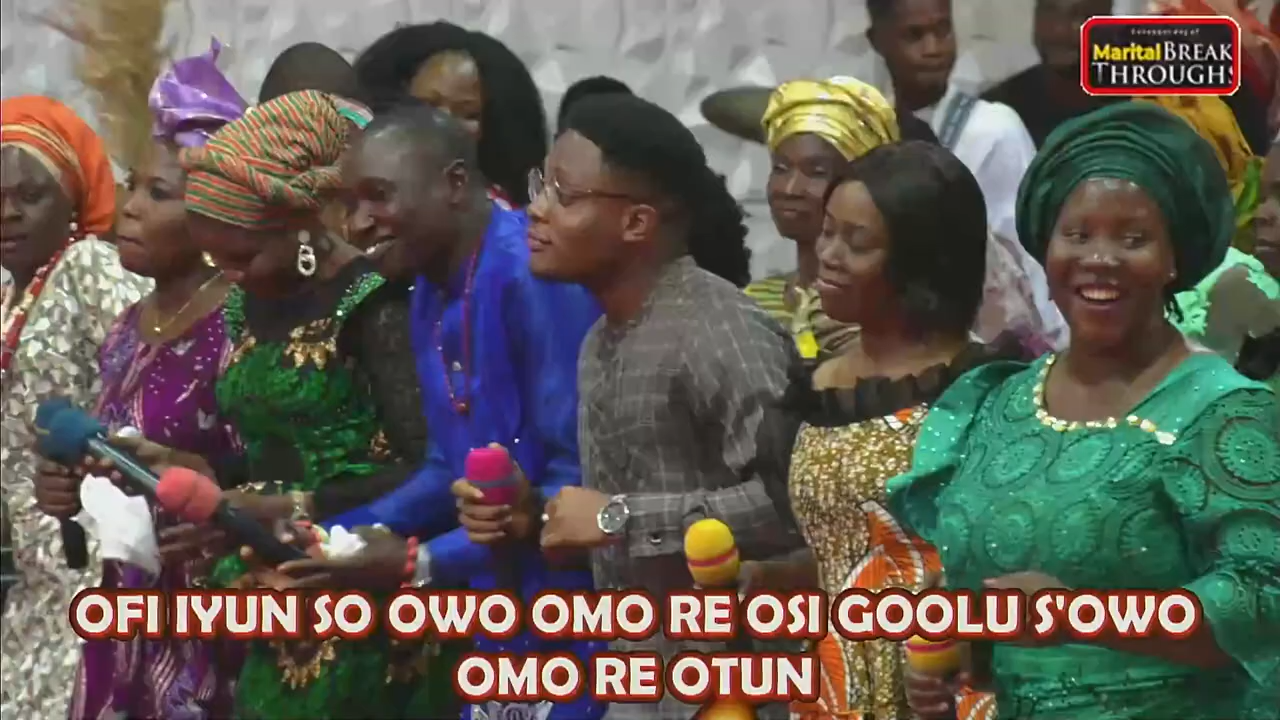 Marital BREAK
THROUGHS
OFI IYUN SO OWO OMO RE OSI GOOLU S'OWO
OMO RE OTUN